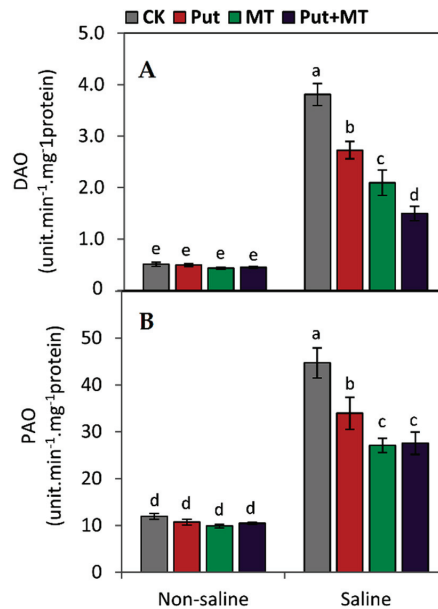 CK Put MT Put+MT
A
DAO
(unit.min⁻¹.mg⁻¹protein)
5.0
4.0
3.0
2.0
1.0
.0
e e e e
a
b
c
d
B
PAO
(unit.min⁻¹.mg⁻¹protein)
50
40
30
20
10
0
d d d d
a
b
c c
Non-saline Saline